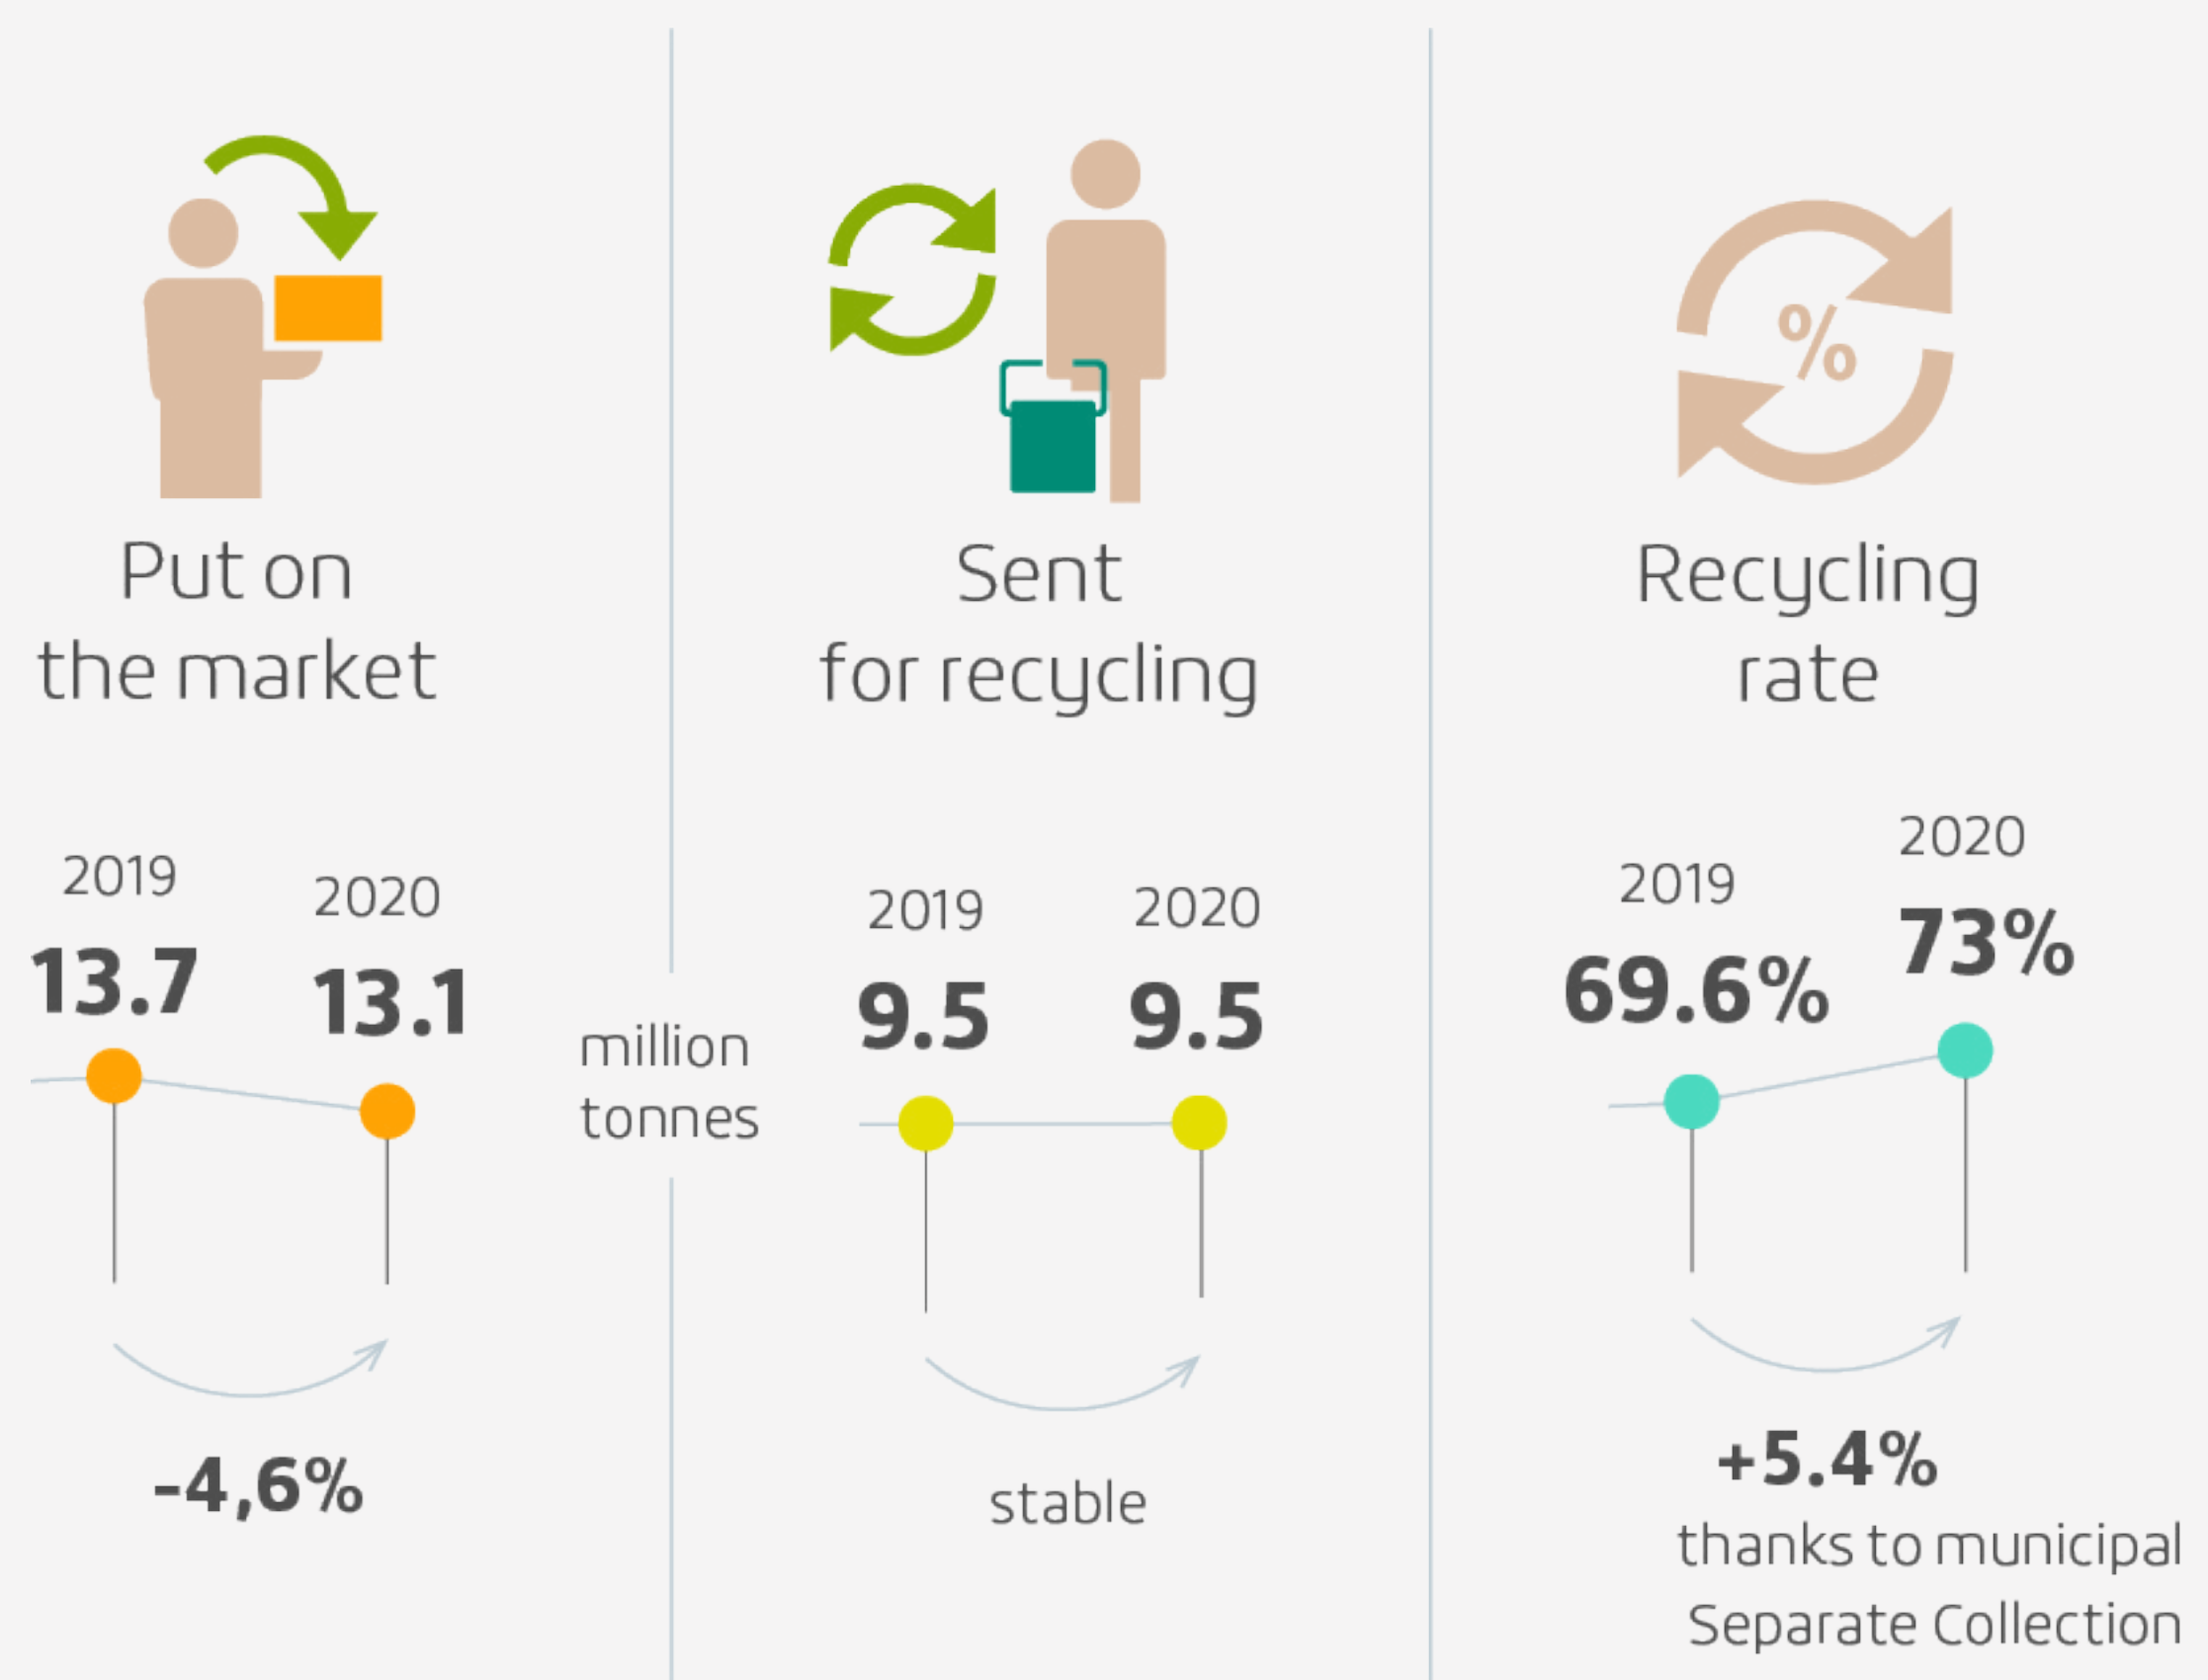 Put on
the market
2019
13.7
2020
13.1
million
tonnes
-4,6%
Sent
for recycling
2019
9.5
2020
9.5
stable
%
Recycling
rate
2019
69.6%
2020
73%
+5.4%
thanks to municipal
Separate Collection